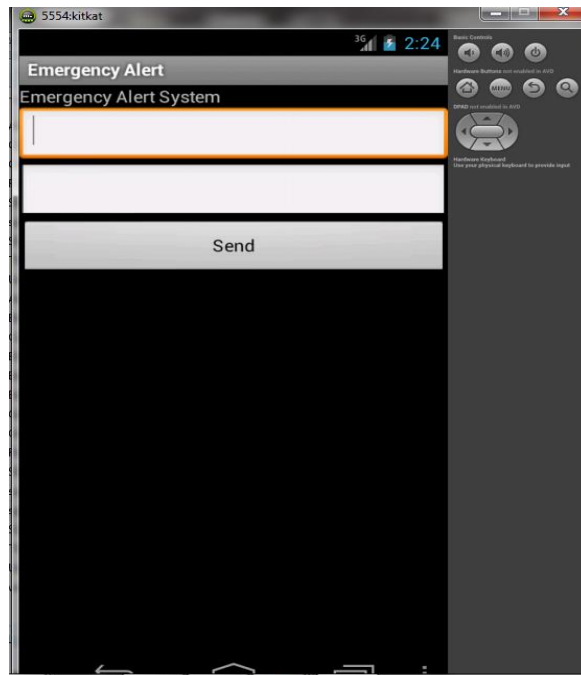 5554:kitkat
3G 2:24
Emergency Alert
Emergency Alert System
Send
Basic Controls
Hardware Buttons not enabled in AVD
MENU
DPAD not enabled in AVD
Hardware Keyboard
Use your physical keyboard to provide input